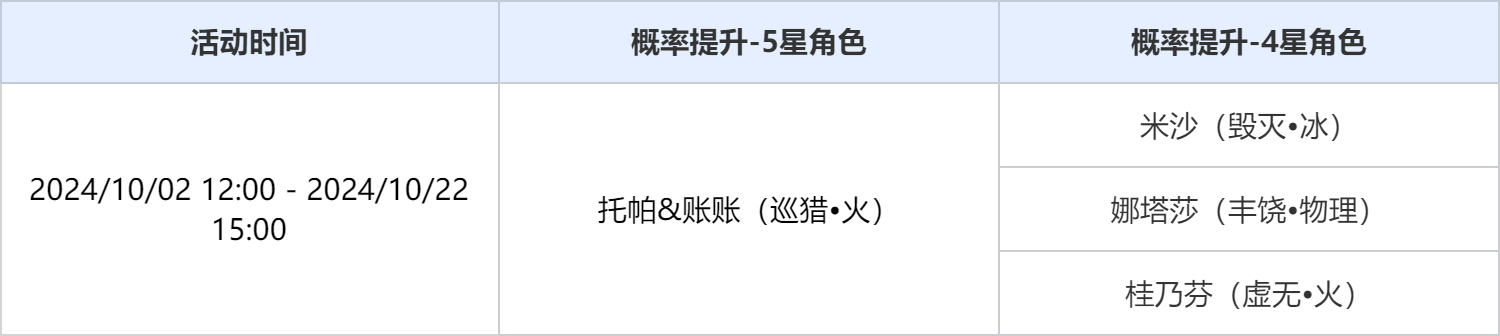 活动时间
概率提升-5星角色
概率提升-4星角色
2024/10/02 12:00 - 2024/10/22
15:00
托帕&账账（巡猎•火）
米沙（毁灭•冰）
娜塔莎（丰饶•物理）
桂乃芬（虚无•火）